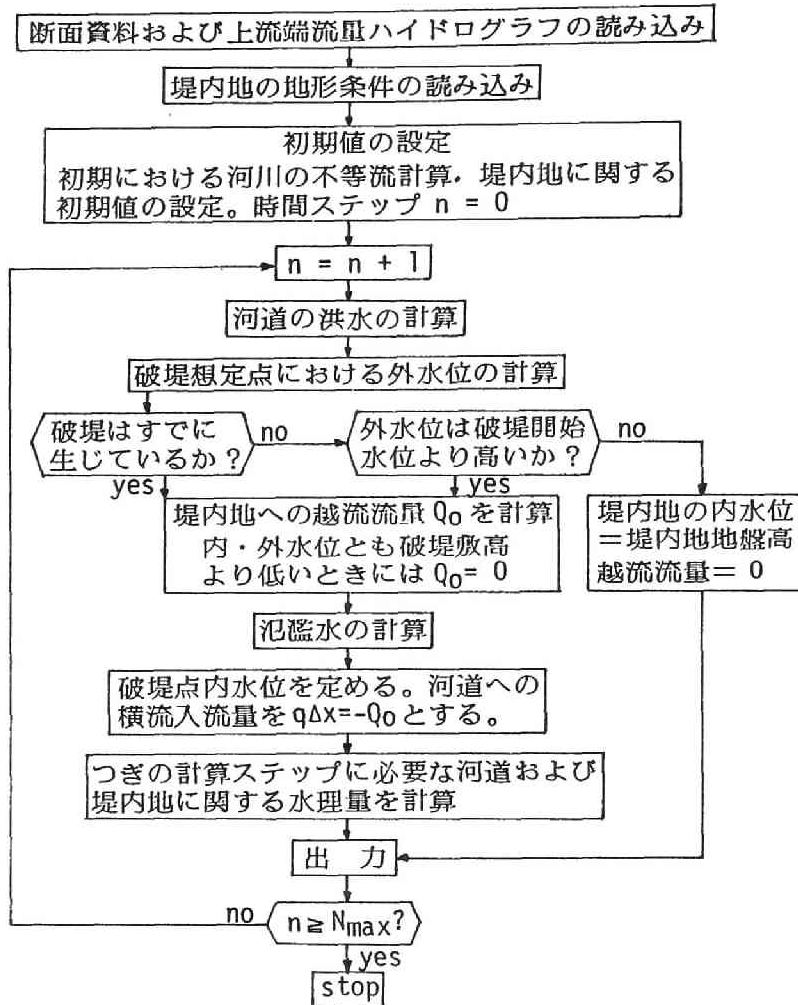 断面資料および上流端流量ハイドログラフの読み込み
堤内地の地形条件の読み込み
初期値の設定
初期における河川の不等流計算．堤内地に関する
初期値の設定。時間ステップ n = 0
n = n + 1
河道の洪水の計算
破堤想定点における外水位の計算
破堤はすでに
生じているか？
no
外水位は破堤開始
水位より高いか？
no
yes
yes
堤内地への越流流量 Qo を計算
内・外水位とも破堤敷高
より低いときには Qo = 0
堤内地の内水位
＝堤内地地盤高
越流流量＝ 0
氾濫水の計算
破堤点内水位を定める。河道への
横流入流量を qΔx=-Qo とする。
つぎの計算ステップに必要な河道および
堤内地に関する水理量を計算
出 力
no
n ≧ Nmax?
yes
stop